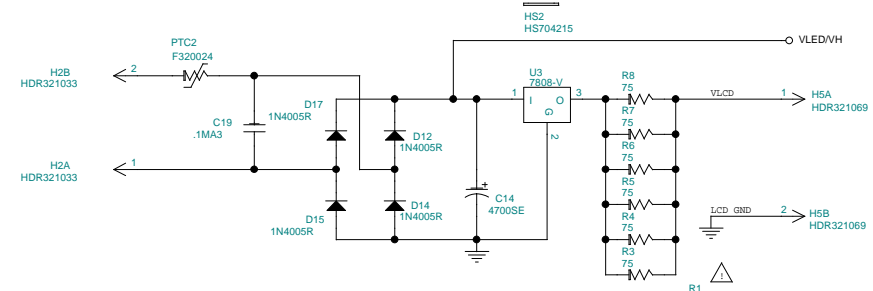 HS2
HS704215
VLED/VH
PTC2
F320024
H2B
HDR321033
2
U3
7808-V
1
I
O
G
3
2
R8
75
VLCD
1
H5A
HDR321069
D17
1N4005R
C19
.1MA3
R7
75
D12
1N4005R
R6
75
H2A
HDR321033
1
R5
75
D15
1N4005R
D14
1N4005R
+
C14
4700SE
R4
75
LCD GND
2
H5B
HDR321069
R3
75
!
R1